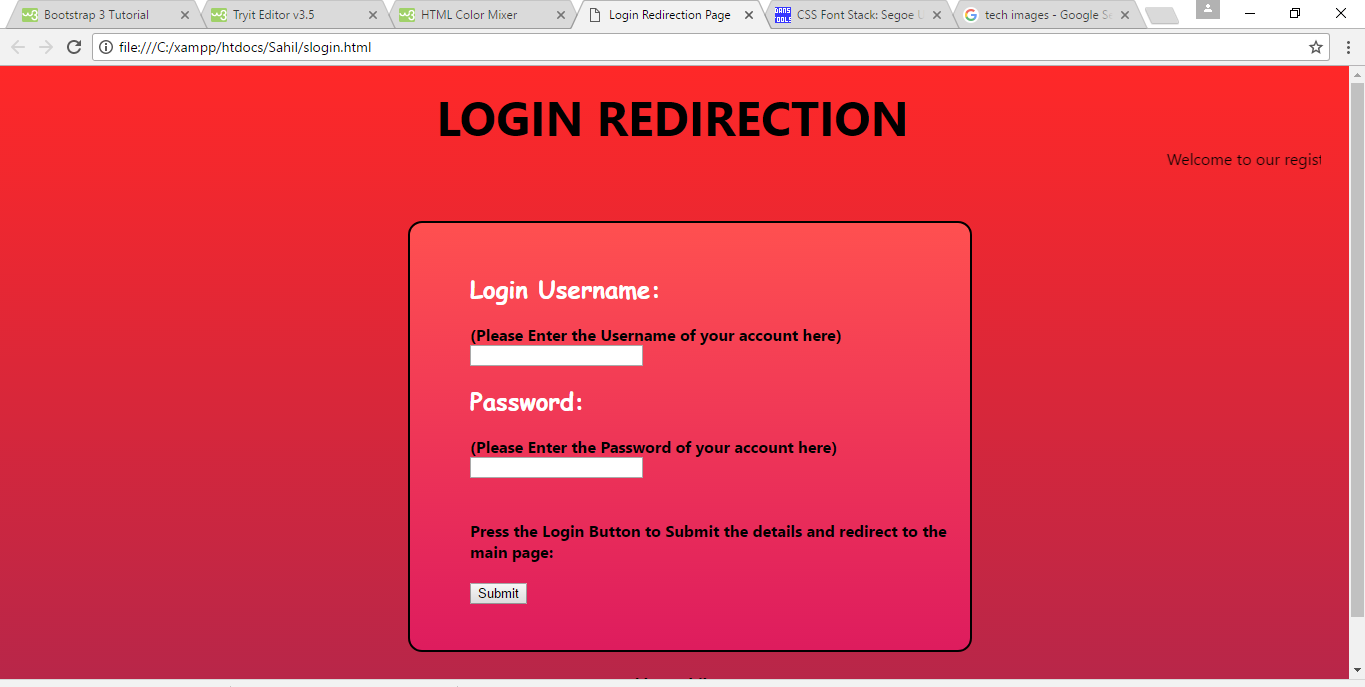 Bootstrap 3 Tutorial
Tryit Editor v3.5
HTML Color Mixer
Login Redirection Page
CSS Font Stack: Segoe U
tech images - Google Se
file:///C:/xampp/htdocs/Sahil/slogin.html
LOGIN REDIRECTION
Welcome to our regist
Login Username:
(Please Enter the Username of your account here)
Password:
(Please Enter the Password of your account here)
Press the Login Button to Submit the details and redirect to the
main page:
Submit